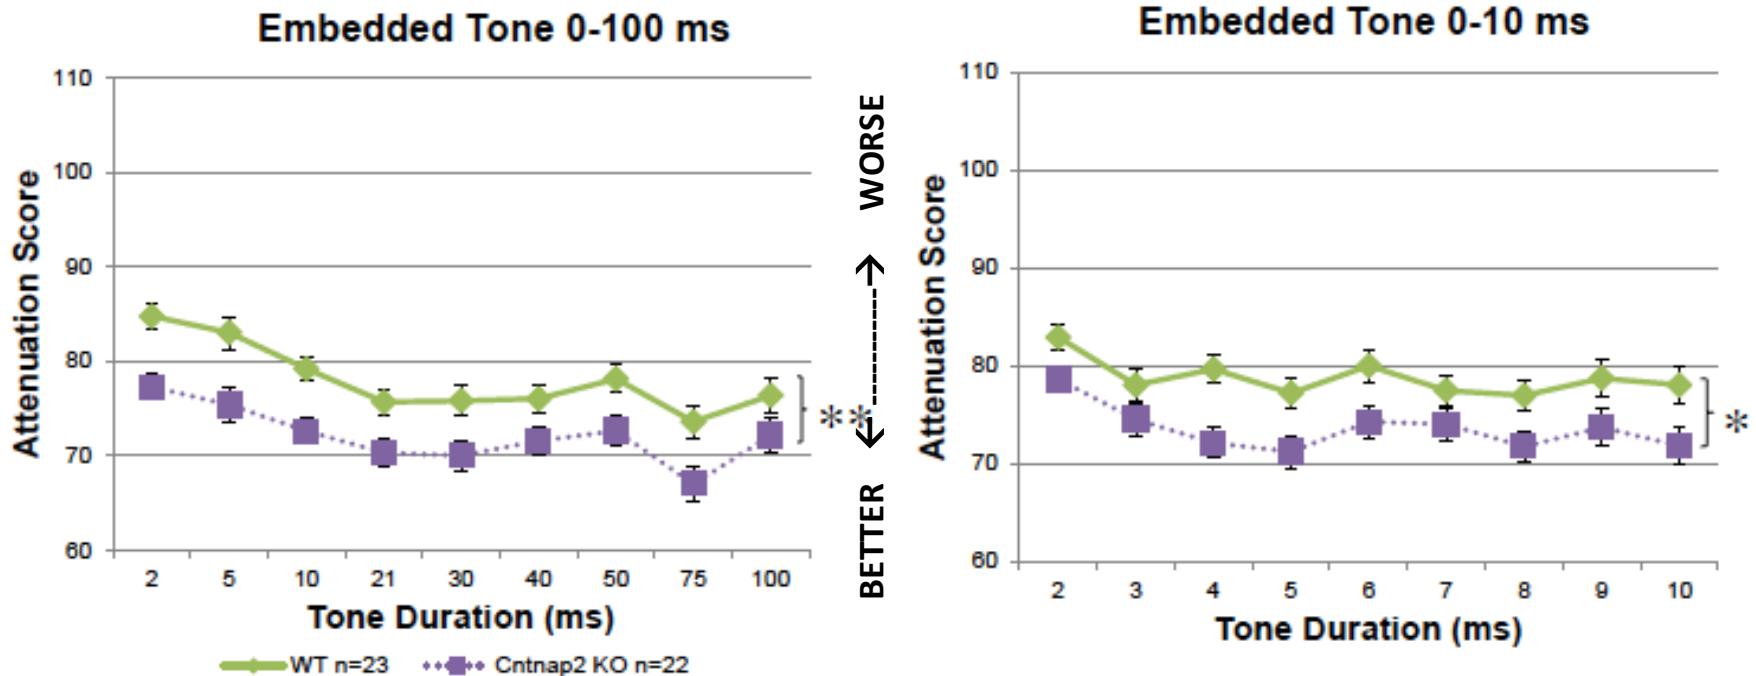 Embedded Tone 0-100 ms
Attenuation Score
110
100
90
80
70
60
2 5 10 21 30 40 50 75 100
Tone Duration (ms)
**
WT n=23 Cntnap2 KO n=22
BETTER ←----------→ WORSE
Embedded Tone 0-10 ms
Attenuation Score
110
100
90
80
70
60
2 3 4 5 6 7 8 9 10
Tone Duration (ms)
*